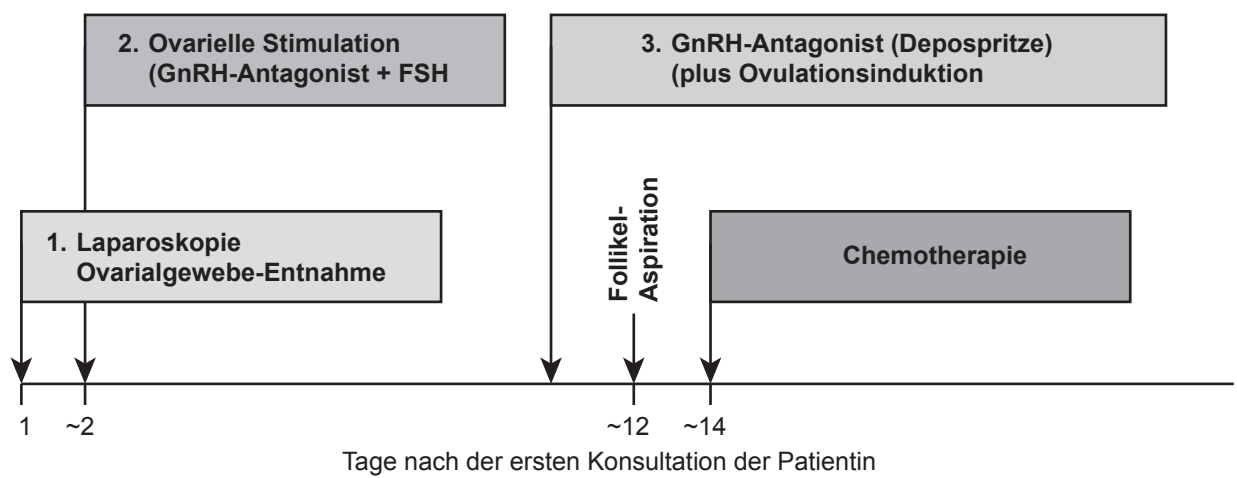 2. Ovarielle Stimulation
(GnRH-Antagonist + FSH
3. GnRH-Antagonist (Depospritze)
(plus Ovulationsinduktion
1. Laparoskopie
Ovarialgewebe-Entnahme
Follikel-
Aspiration
Chemotherapie
1 ~2 ~12 ~14
Tage nach der ersten Konsultation der Patientin